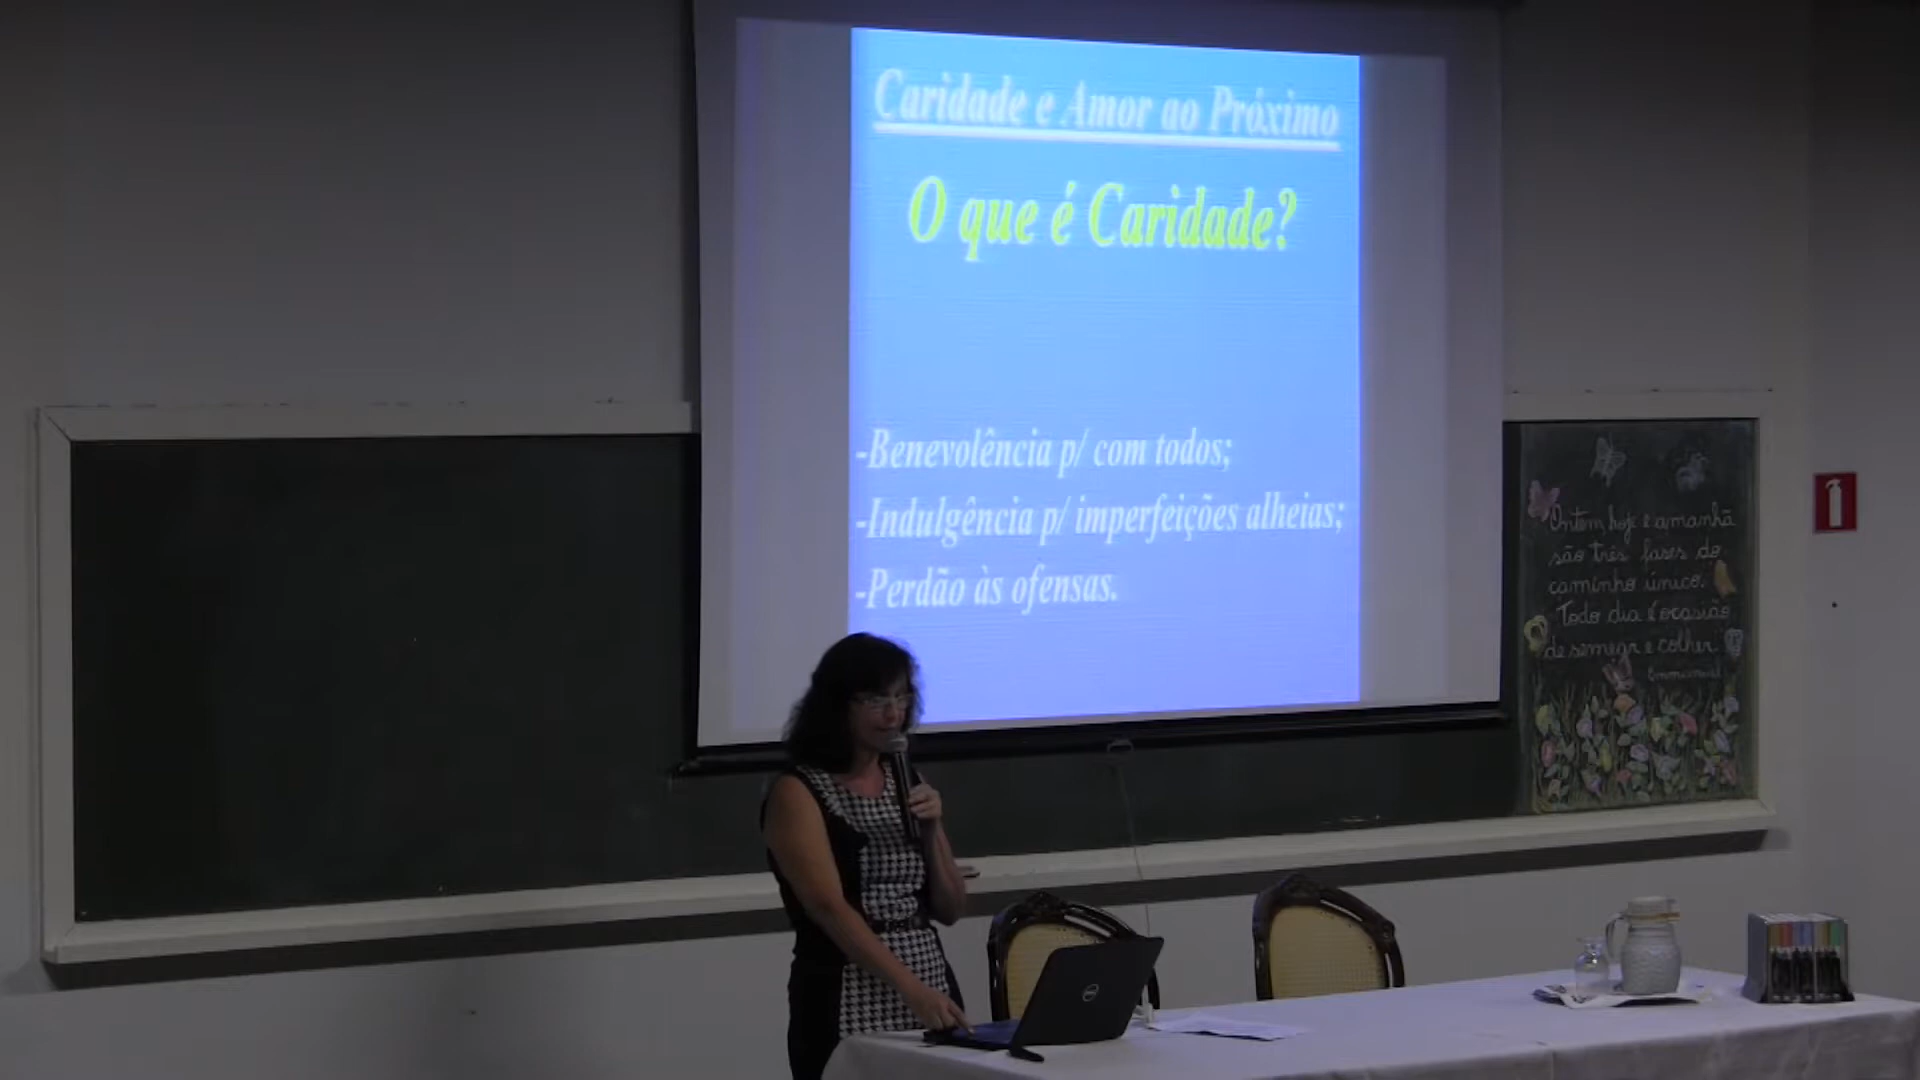 Caridade e Amor ao Próximo
O que é Caridade?
-Benevolência p/ com todos;
-Indulgência p/ imperfeições alheias;
-Perdão às ofensas.
Ontem hoje e amanhã
são três fases do
caminho único.
Todo dia é ocasião
de semear e colher.
Emmanuel
DELL